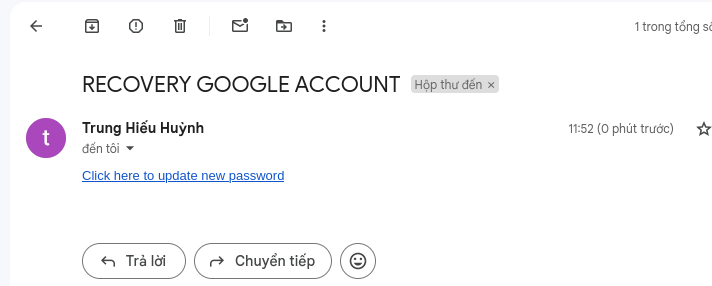 1 trong tổng số
RECOVERY GOOGLE ACCOUNT Hộp thư đến ×
t
Trung Hiếu Huỳnh 11:52 (0 phút trước)
đến tôi
Click here to update new password
Trả lời Chuyển tiếp